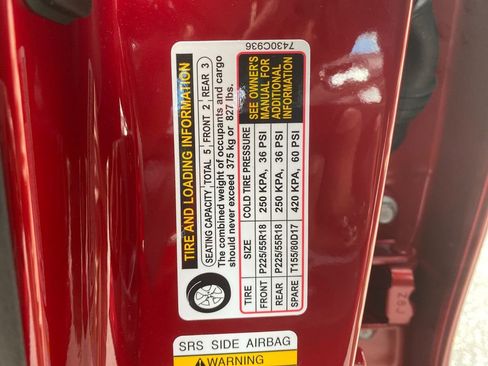 7430C936
TIRE AND LOADING INFORMATION
SEATING CAPACITY TOTAL 5 FRONT 2 REAR 3
The combined weight of occupants and cargo
should never exceed 375 kg or 827 lbs.
TIRE SIZE COLD TIRE PRESSURE
FRONT P225/55R18 250 KPA, 36 PSI
REAR P225/55R18 250 KPA, 36 PSI
SPARE T155/80D17 420 KPA, 60 PSI
SEE OWNER'S
MANUAL FOR
ADDITIONAL
INFORMATION
SRS SIDE AIRBAG
WARNING